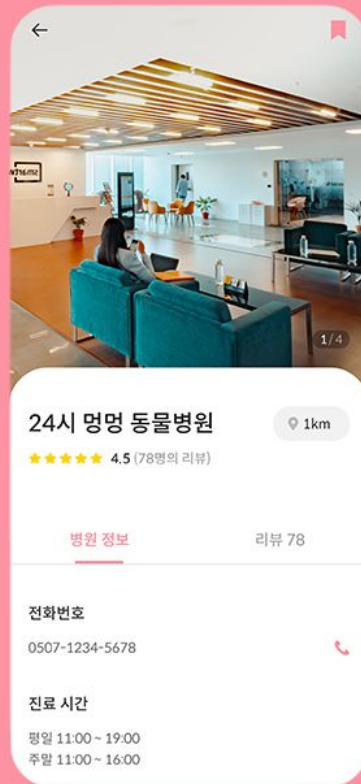 1/4
24시 멍멍 동물병원
1km
4.5 (78명의 리뷰)
병원 정보
리뷰 78
전화번호
0507-1234-5678
진료 시간
평일 11:00 ~ 19:00
주말 11:00 ~ 16:00